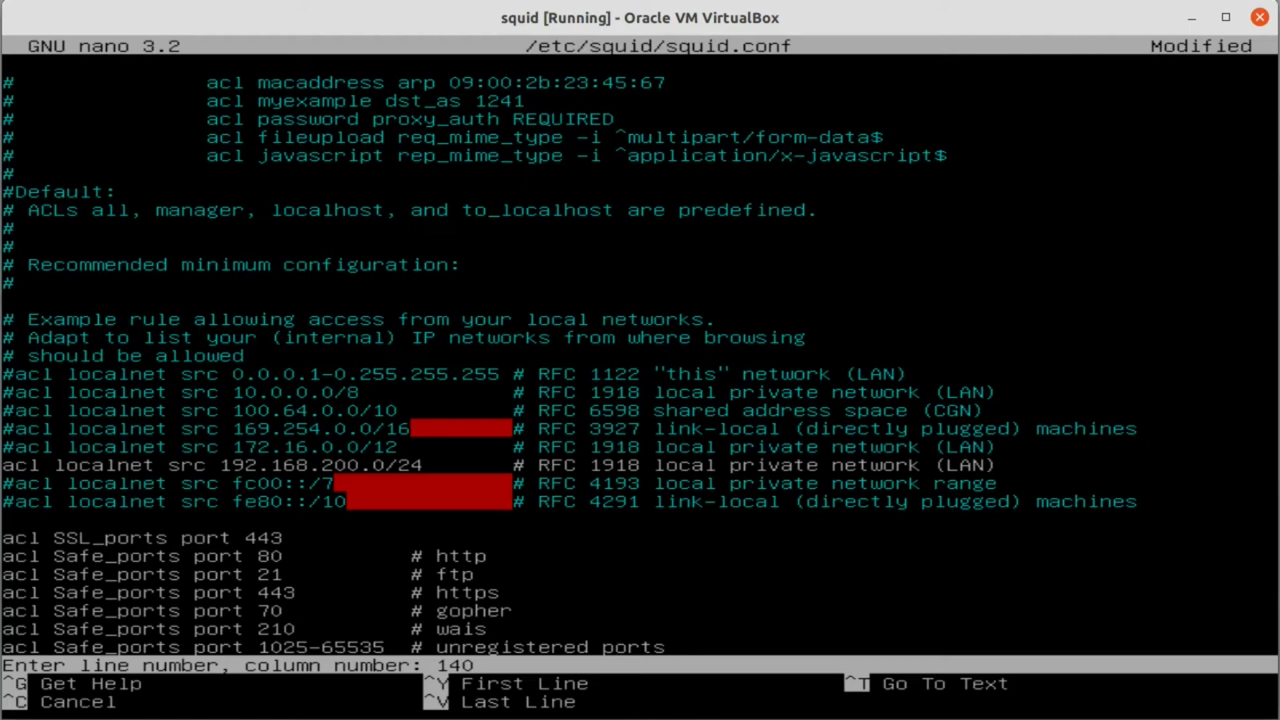 squid [Running] - Oracle VM VirtualBox
GNU nano 3.2 /etc/squid/squid.conf Modified
# acl macaddress arp 09:00:2b:23:45:67
# acl myexample dst_as 1241
# acl password proxy_auth REQUIRED
# acl fileupload req_mime_type -i ^multipart/form-data$
# acl javascript rep_mime_type -i ^application/x-javascript$
#
#Default:
# ACLs all, manager, localhost, and to_localhost are predefined.
#
#
# Recommended minimum configuration:
#
# Example rule allowing access from your local networks.
# Adapt to list your (internal) IP networks from where browsing
# should be allowed
#acl localnet src 0.0.0.1-0.255.255.255 # RFC 1122 "this" network (LAN)
#acl localnet src 10.0.0.0/8 # RFC 1918 local private network (LAN)
#acl localnet src 100.64.0.0/10 # RFC 6598 shared address space (CGN)
#acl localnet src 169.254.0.0/16 # RFC 3927 link-local (directly plugged) machines
#acl localnet src 172.16.0.0/12 # RFC 1918 local private network (LAN)
acl localnet src 192.168.200.0/24 # RFC 1918 local private network (LAN)
#acl localnet src fc00::/7 # RFC 4193 local private network range
#acl localnet src fe80::/10 # RFC 4291 link-local (directly plugged) machines
acl SSL_ports port 443
acl Safe_ports port 80 # http
acl Safe_ports port 21 # ftp
acl Safe_ports port 443 # https
acl Safe_ports port 70 # gopher
acl Safe_ports port 210 # wais
acl Safe_ports port 1025-65535 # unregistered ports
Enter line number, column number: 140
^G Get Help ^Y First Line ^T Go To Text
^C Cancel ^V Last Line